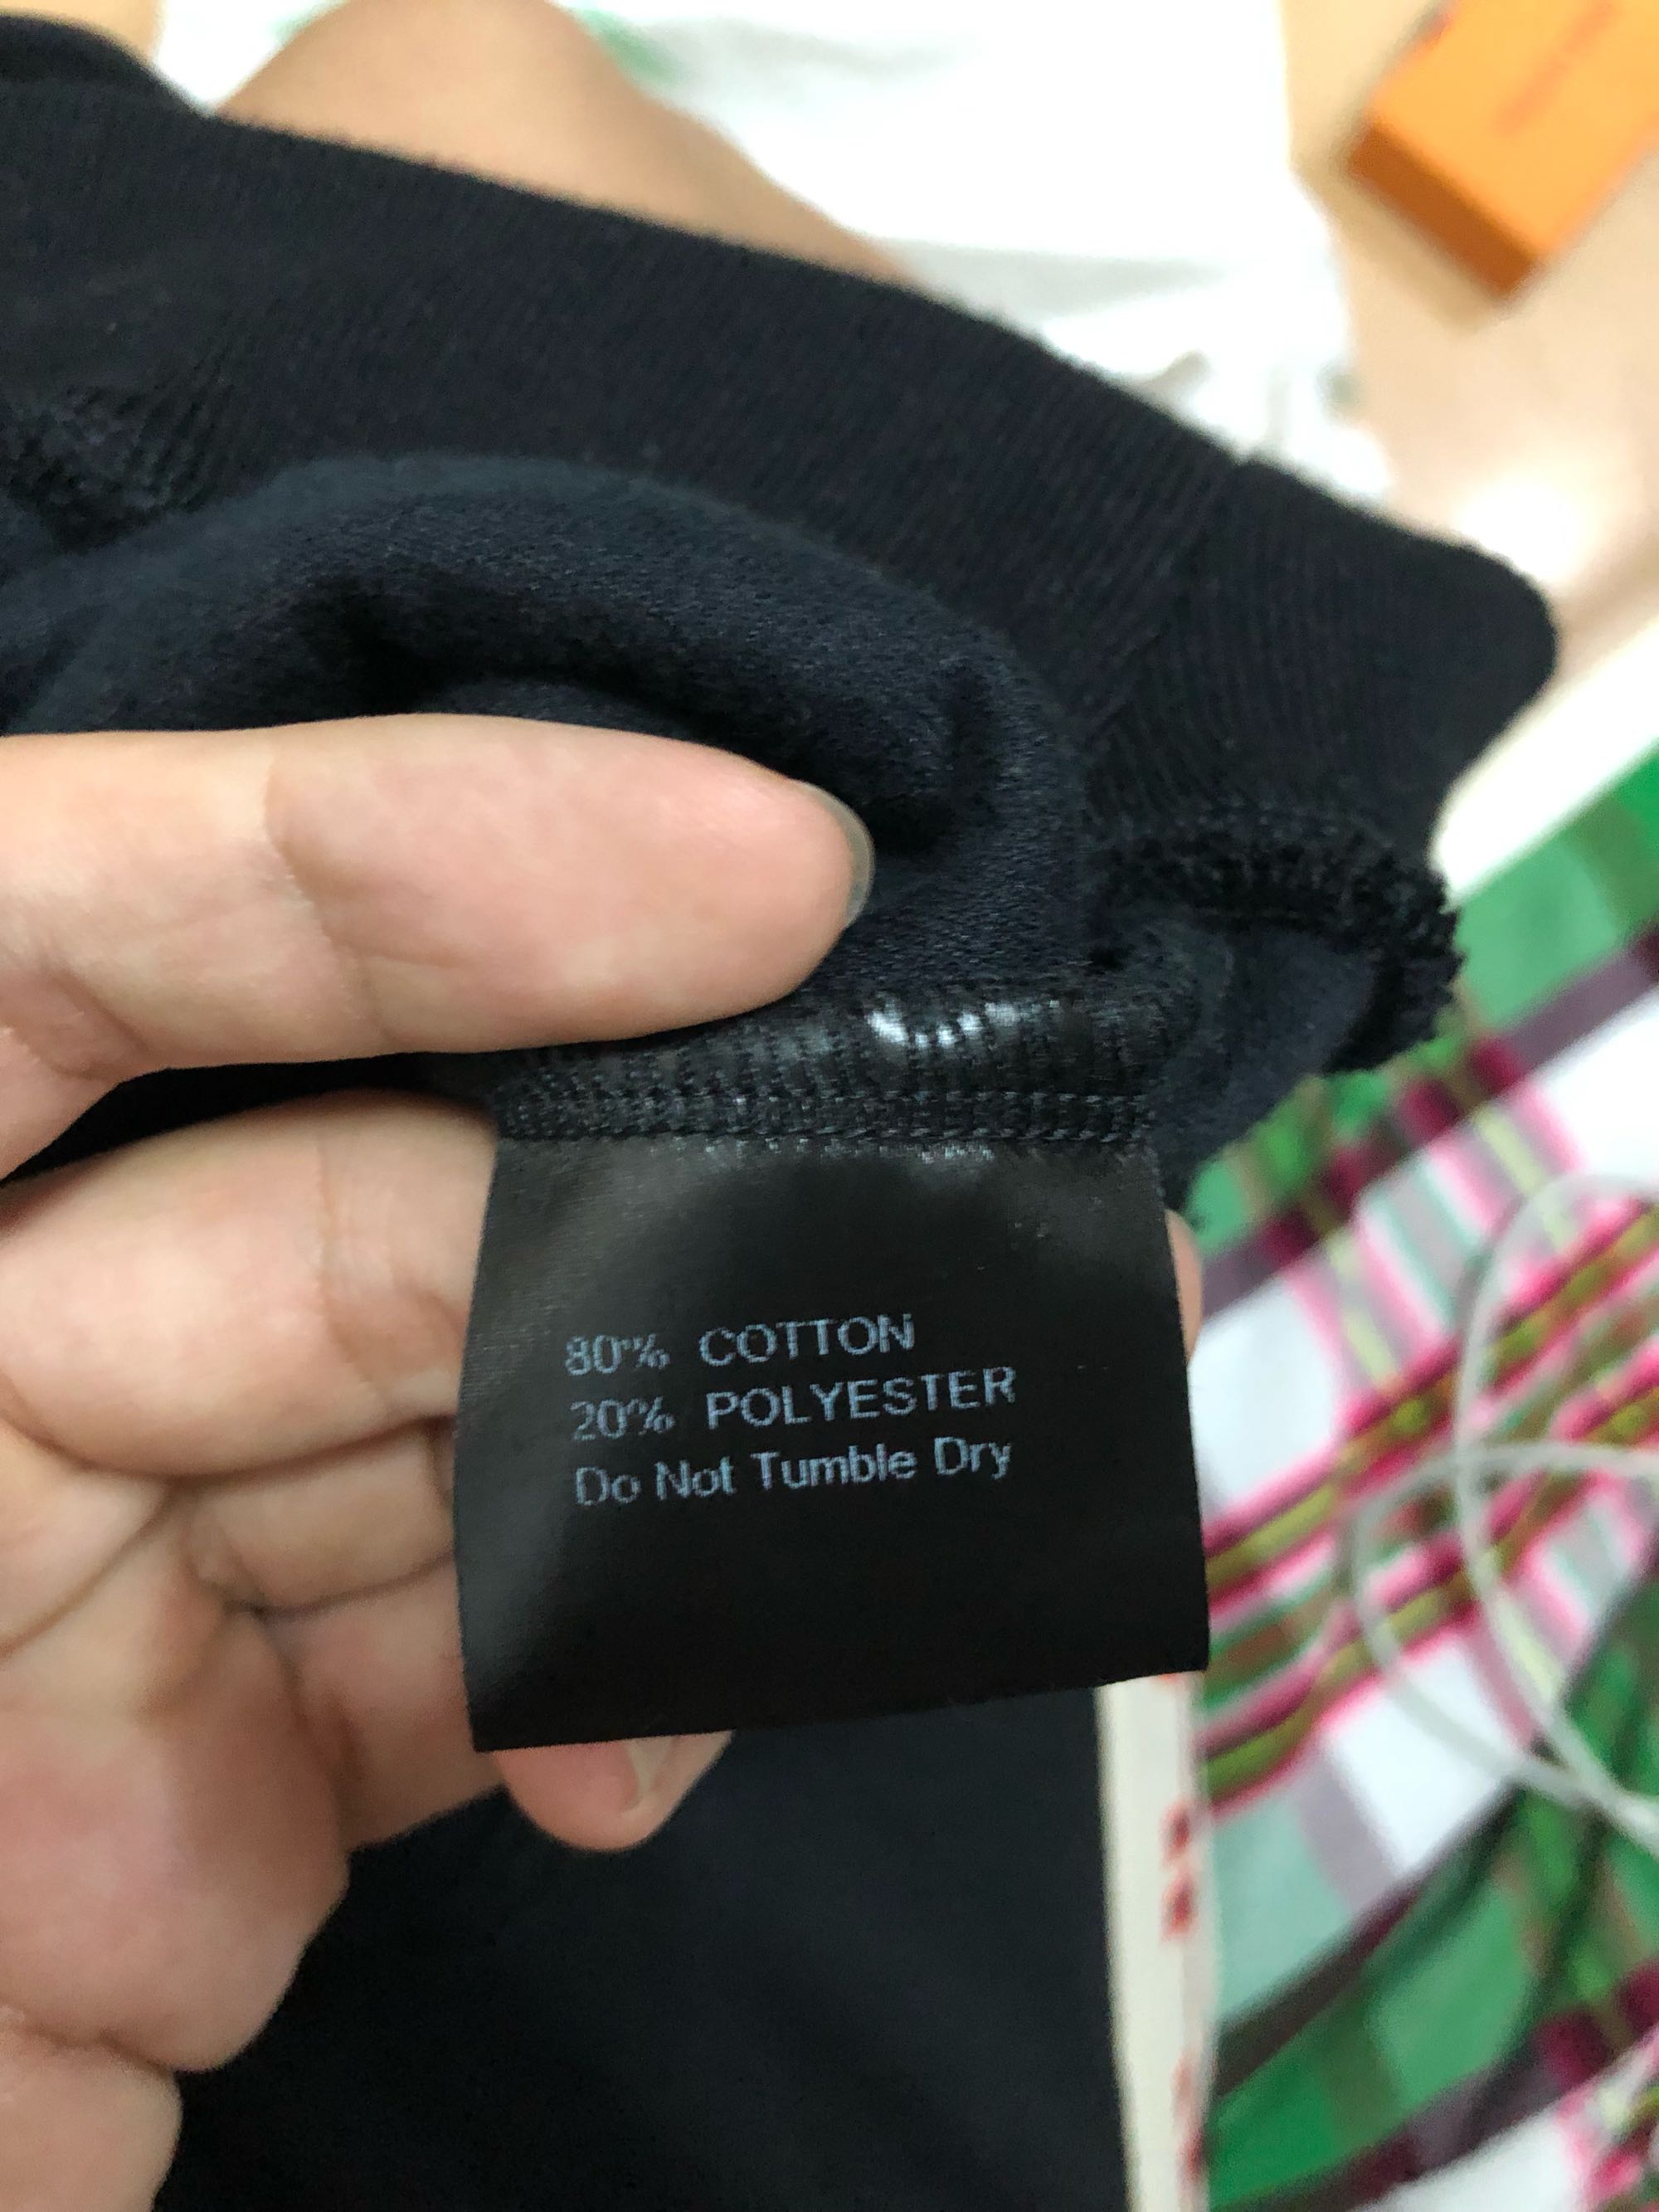 80% COTTON
20% POLYESTER
Do Not Tumble Dry